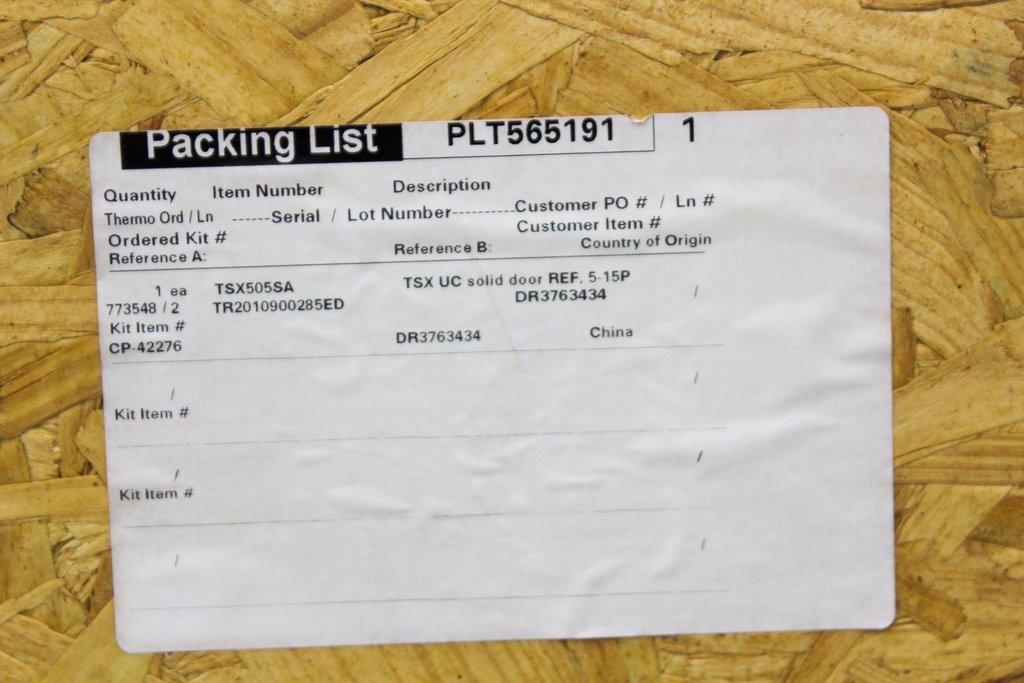 Packing List PLT565191 1
Quantity Item Number Description
Thermo Ord / Ln ------Serial / Lot Number----------Customer PO # / Ln #
Ordered Kit # Customer Item #
Reference A: Reference B: Country of Origin
1 ea TSX505SA TSX UC solid door REF, 5-15P
773548 / 2 TR2010900285ED DR3763434 /
Kit Item #
CP-42276 DR3763434 China
/ /
Kit Item #
/ /
Kit Item #
/ /